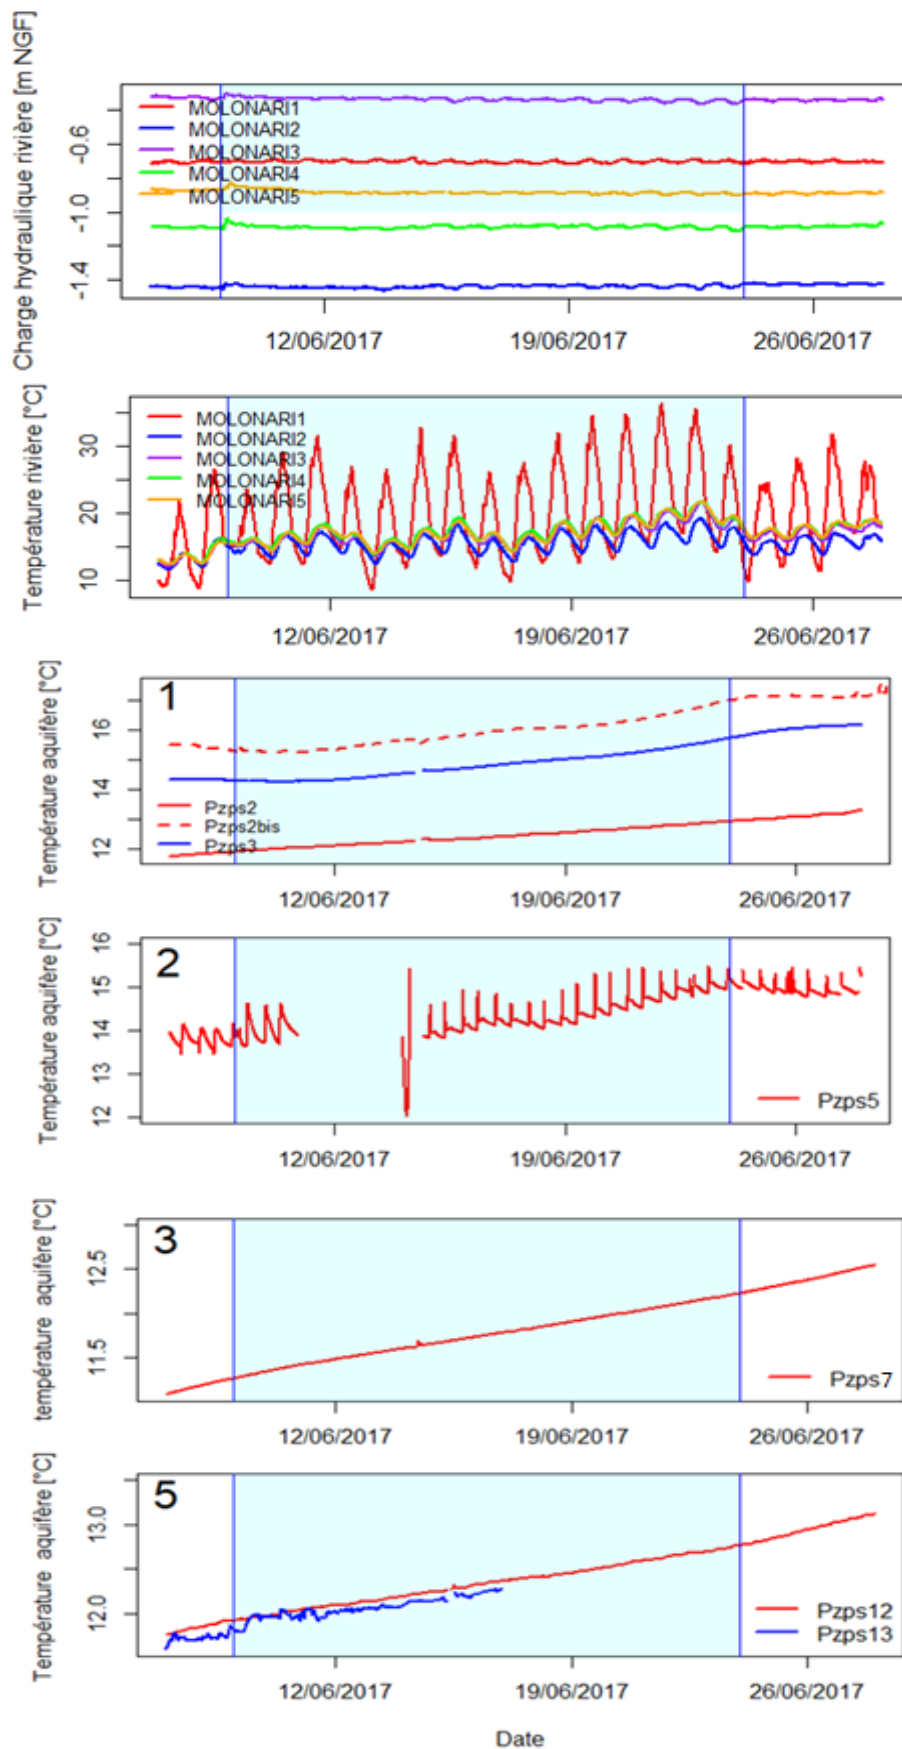 Charge hydraulique rivière [m NGF]
-0.6
-1.0
-1.4
MOLONARI1
MOLONARI2
MOLONARI3
MOLONARI4
MOLONARI5
12/06/2017 19/06/2017 26/06/2017
Température rivière [°C]
30
20
10
MOLONARI1
MOLONARI2
MOLONARI3
MOLONARI4
MOLONARI5
12/06/2017 19/06/2017 26/06/2017
Température aquifère [°C]
16
14
12
1
Pzps2
Pzps2bis
Pzps3
12/06/2017 19/06/2017 26/06/2017
Température aquifère [°C]
16
15
14
13
12
2
Pzps5
12/06/2017 19/06/2017 26/06/2017
température aquifère [°C]
12.5
11.5
3
Pzps7
12/06/2017 19/06/2017 26/06/2017
Température aquifère [°C]
13.0
12.0
5
Pzps12
Pzps13
12/06/2017 19/06/2017 26/06/2017
Date